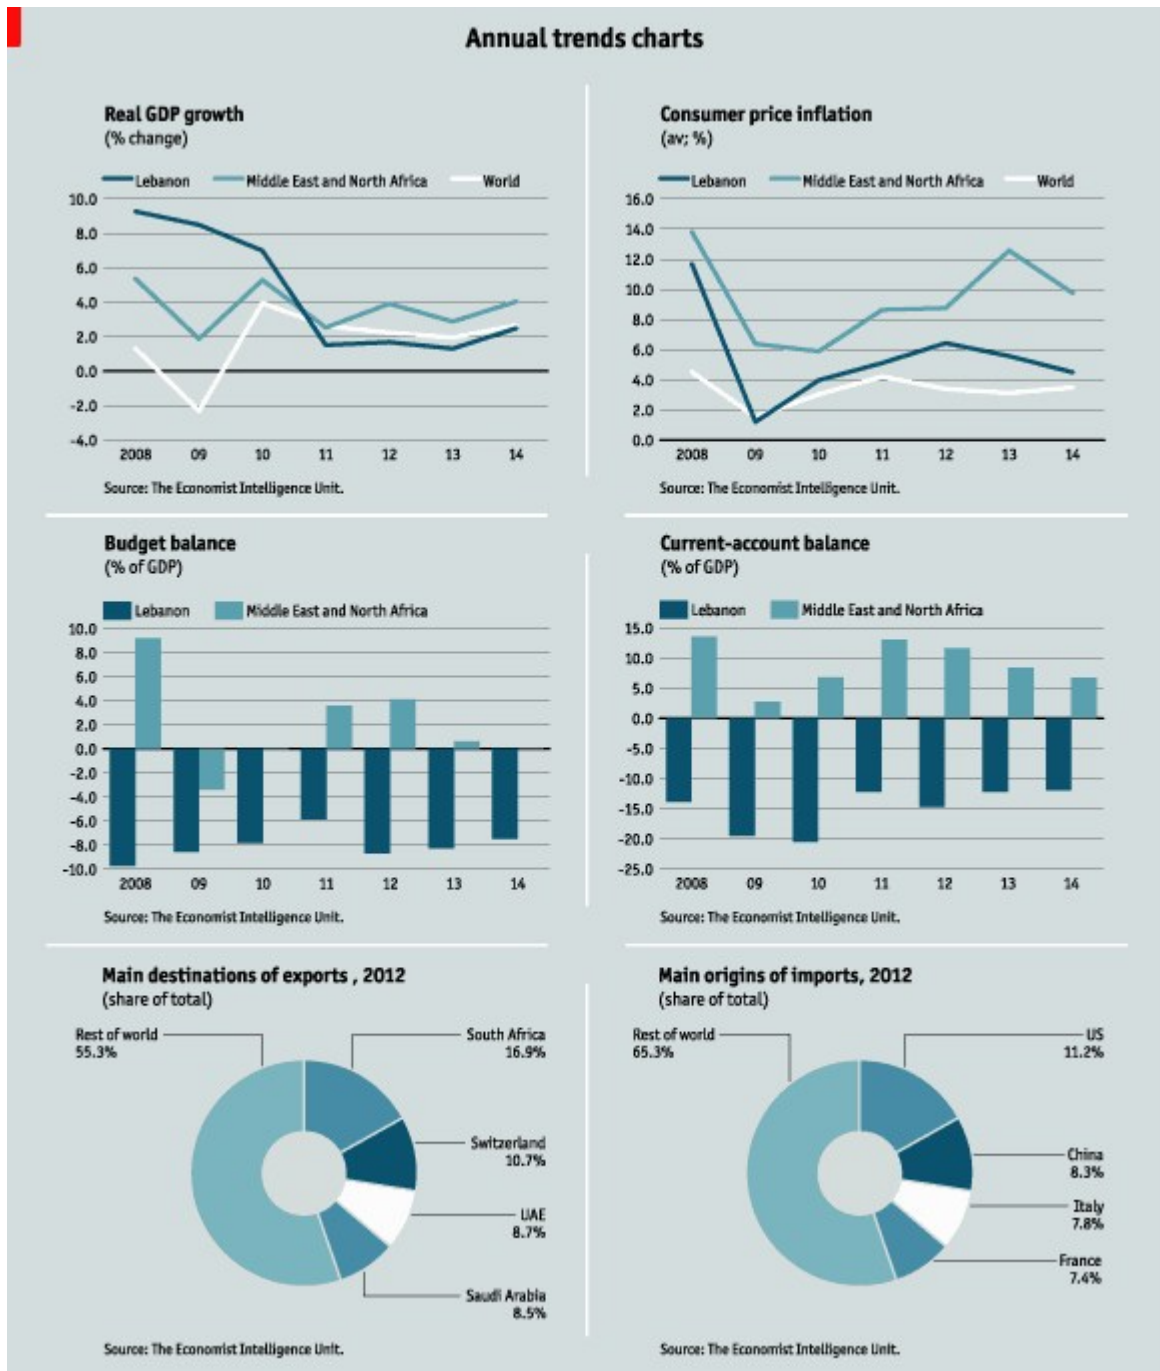 Annual trends charts
Real GDP growth
(% change)
Lebanon Middle East and North Africa World
10.0
8.0
6.0
4.0
2.0
0.0
-2.0
-4.0
2008 09 10 11 12 13 14
Source: The Economist Intelligence Unit.
Consumer price inflation
(av; %)
Lebanon Middle East and North Africa World
16.0
14.0
12.0
10.0
8.0
6.0
4.0
2.0
0.0
2008 09 10 11 12 13 14
Source: The Economist Intelligence Unit.
Budget balance
(% of GDP)
Lebanon Middle East and North Africa
10.0
8.0
6.0
4.0
2.0
0.0
-2.0
-4.0
-6.0
-8.0
-10.0
2008 09 10 11 12 13 14
Source: The Economist Intelligence Unit.
Current-account balance
(% of GDP)
Lebanon Middle East and North Africa
15.0
10.0
5.0
0.0
-5.0
-10.0
-15.0
-20.0
-25.0
2008 09 10 11 12 13 14
Source: The Economist Intelligence Unit.
Main destinations of exports , 2012
(share of total)
Rest of world
55.3%
South Africa
16.9%
Switzerland
10.7%
UAE
8.7%
Saudi Arabia
8.5%
Source: The Economist Intelligence Unit.
Main origins of imports, 2012
(share of total)
Rest of world
65.3%
US
11.2%
China
8.3%
Italy
7.8%
France
7.4%
Source: The Economist Intelligence Unit.